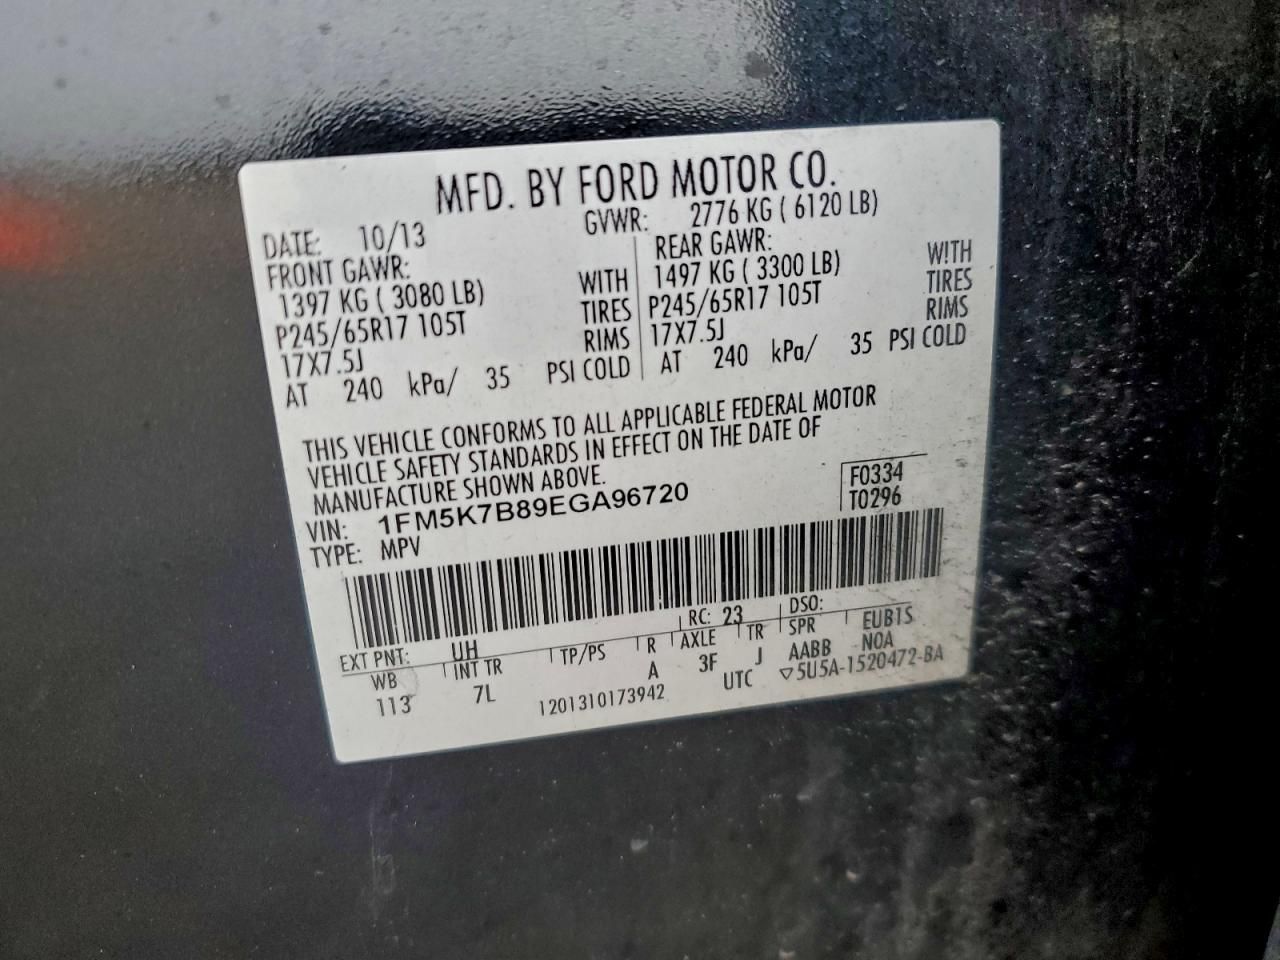 MFD. BY FORD MOTOR CO.
DATE: 10/13 GVWR: 2776 KG ( 6120 LB)
FRONT GAWR: REAR GAWR:
1397 KG ( 3080 LB) WITH 1497 KG ( 3300 LB) WITH
P245/65R17 105T TIRES P245/65R17 105T TIRES
17X7.5J RIMS 17X7.5J RIMS
AT 240 kPa/ 35 PSI COLD AT 240 kPa/ 35 PSI COLD
THIS VEHICLE CONFORMS TO ALL APPLICABLE FEDERAL MOTOR
VEHICLE SAFETY STANDARDS IN EFFECT ON THE DATE OF
MANUFACTURE SHOWN ABOVE.
VIN: 1FM5K7B89EGA96720 F0334
TYPE: MPV T0296
EXT PNT: UH RC: 23 DSO:
WB INT TR TP/PS R AXLE TR SPR EUB1S
113 7L A 3F J AABB N0A
1201310173942 UTC ▽5U5A-1520472-BA